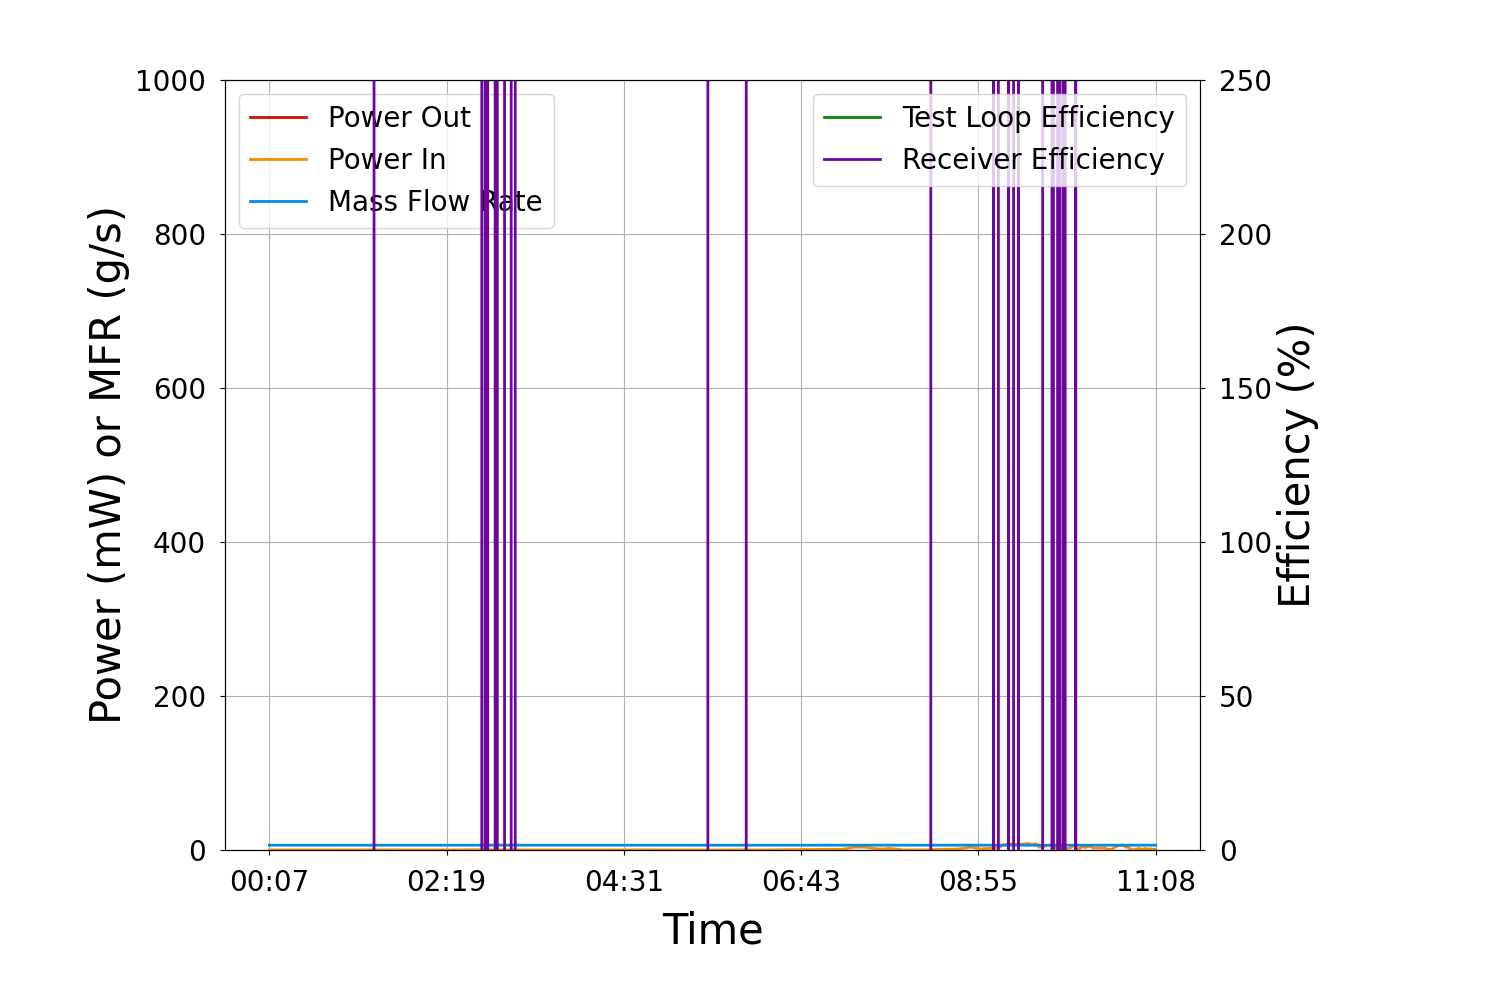 1000
800
600
400
200
0
Power (mW) or MFR (g/s)
Power Out
Power In
Mass Flow Rate
Test Loop Efficiency
Receiver Efficiency
250
200
150
100
50
0
Efficiency (%)
00:07 02:19 04:31 06:43 08:55 11:08
Time